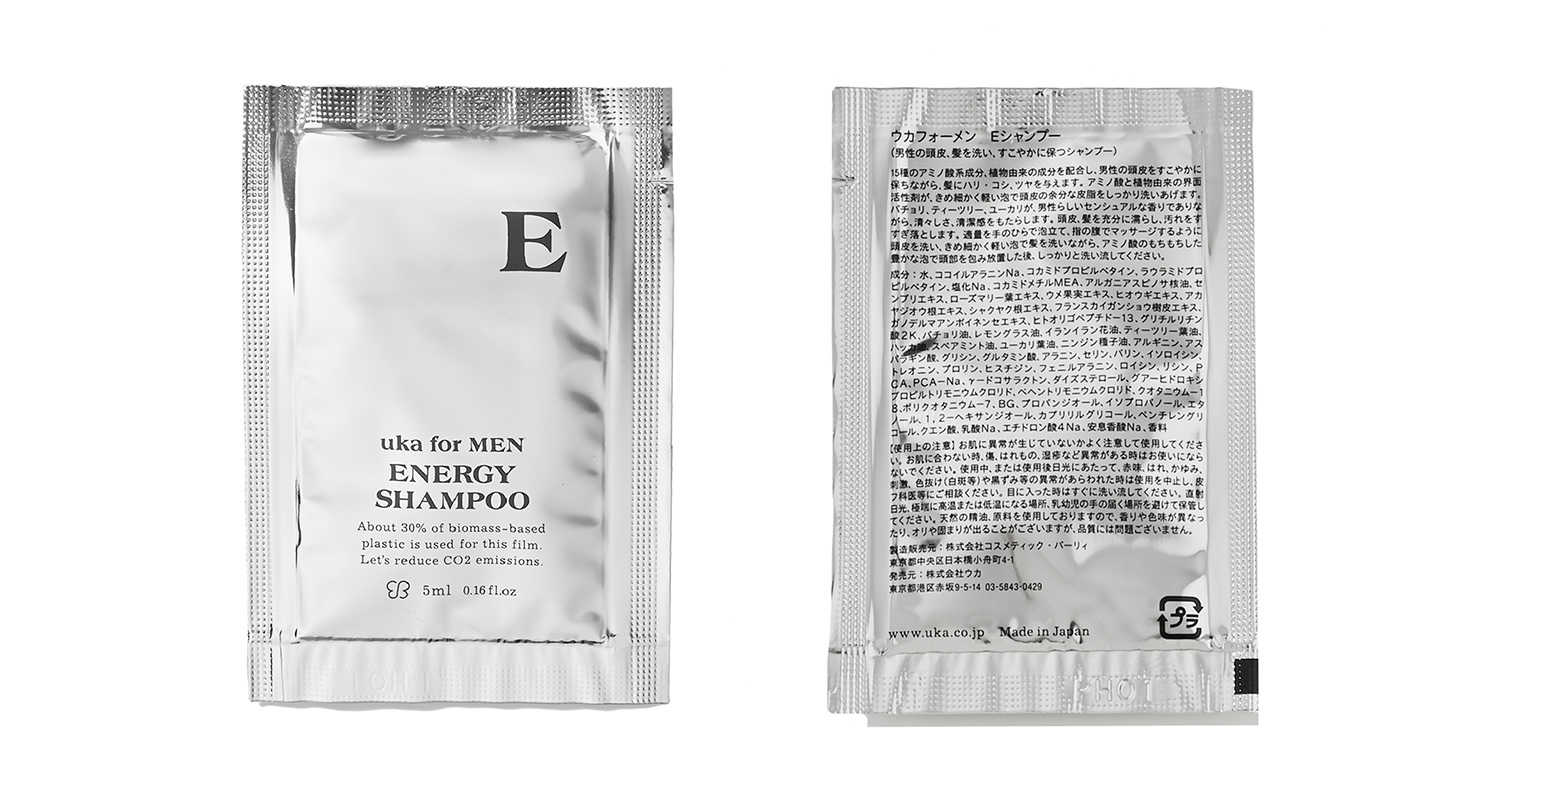 E
uka for MEN
ENERGY
SHAMPOO
About 30% of biomass-based
plastic is used for this film.
Let's reduce CO2 emissions.
5ml 0.16 fl.oz
ウカフォーメン Eシャンプー
(男性の頭皮、髪を洗い、すこやかに保つシャンプー)
15種のアミノ酸系成分、植物由来の成分を配合し、男性の頭皮をすこやかに
保ちながら、髪にハリ・コシ、ツヤを与えます。アミノ酸と植物由来の界面
活性剤が、きめ細かく軽い泡で頭皮の余分な皮脂をしっかり洗いあげます。
パチョリ、ティーツリー、ユーカリが、男性らしいセンシュアルな香りでありな
がら、清々しさ、清潔感をもたらします。頭皮、髪を充分に濡らし、汚れをす
すぎ落とします。適量を手のひらで泡立て、指の腹でマッサージするように
頭皮を洗い、きめ細かく軽い泡で髪を洗いながら、アミノ酸のもちもちした
豊かな泡で頭部を包み放置した後、しっかりと洗い流してください。
成分:水、ココイルアラニンNa、コカミドプロピルベタイン、ラウラミドプロ
ピルベタイン、塩化Na、コカミドメチルMEA、アルガニアスピノサ核油、セ
ンブリエキス、ローズマリー葉エキス、ウメ果実エキス、ヒオウギエキス、アカ
ヤジオウ根エキス、シャクヤク根エキス、フランスカイガンショウ樹皮エキス、
ガノデルマアンボイネンセエキス、ヒトオリゴペプチド-13、グリチルリチン
酸2K、パチョリ油、レモングラス油、イランイラン花油、ティーツリー葉油、
ハッカ油、スペアミント油、ユーカリ葉油、ニンジン種子油、アルギニン、アス
パラギン酸、グリシン、グルタミン酸、アラニン、セリン、バリン、イソロイシン、
トレオニン、プロリン、ヒスチジン、フェニルアラニン、ロイシン、リシン、P
CA、PCA-Na、γードコサラクトン、ダイズステロール、グアーヒドロキシ
プロピルトリモニウムクロリド、ベヘントリモニウムクロリド、クオタニウム-1
8、ポリクオタニウム-7、BG、プロパンジオール、イソプロパノール、エタ
ノール、1,2-ヘキサンジオール、カプリリルグリコール、ペンチレングリ
コール、クエン酸、乳酸Na、エチドロン酸4Na、安息香酸Na、香料
【使用上の注意】お肌に異常が生じていないかよく注意して使用してくださ
い。お肌に合わない時、傷、はれもの、湿疹など異常がある時はお使いになら
ないでください。使用中、または使用後日光にあたって、赤味、はれ、かゆみ、
刺激、色抜け(白斑等)や黒ずみ等の異常があらわれた時は使用を中止し、皮
フ科医等にご相談ください。目に入った時はすぐに洗い流してください。直射
日光、極端に高温または低温になる場所、乳幼児の手の届く場所を避けて保管し
てください。天然の精油、原料を使用しておりますので、香りや色味が異なっ
たり、オリや固まりが出ることがございますが、品質には問題ございません。
製造販売元:株式会社コスメティック・パーリィ
東京都中央区日本橋小舟町4-1
発売元:株式会社ウカ
東京都港区赤坂9-5-14 03-5843-0429
www.uka.co.jp Made in Japan
プラ
HOT